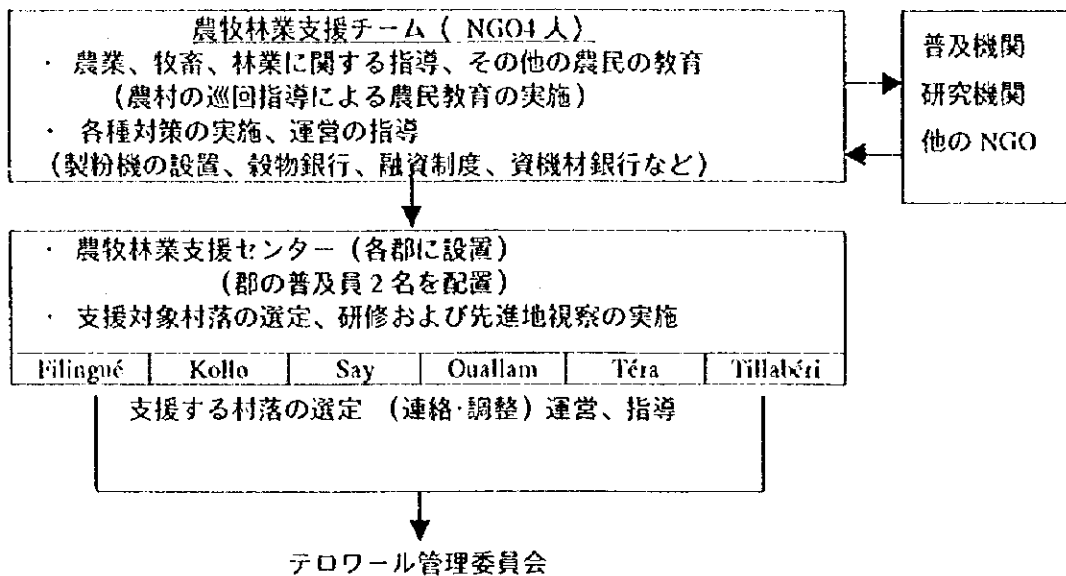 農牧林業支援チーム（ NGO4 人）
・ 農業、牧畜、林業に関する指導、その他の農民の教育
（農村の巡回指導による農民教育の実施）
・ 各種対策の実施、運営の指導
（製粉機の設置、穀物銀行、融資制度、資機材銀行など）
普及機関
研究機関
他の NGO
・ 農牧林業支援センター（各郡に設置）
（郡の普及員 2 名を配置）
・ 支援対象村落の選定、研修および先進地視察の実施
Filingué Kollo Say Ouallam Téra Tillabéri
支援する村落の選定 （連絡・調整）運営、指導
テロワール管理委員会